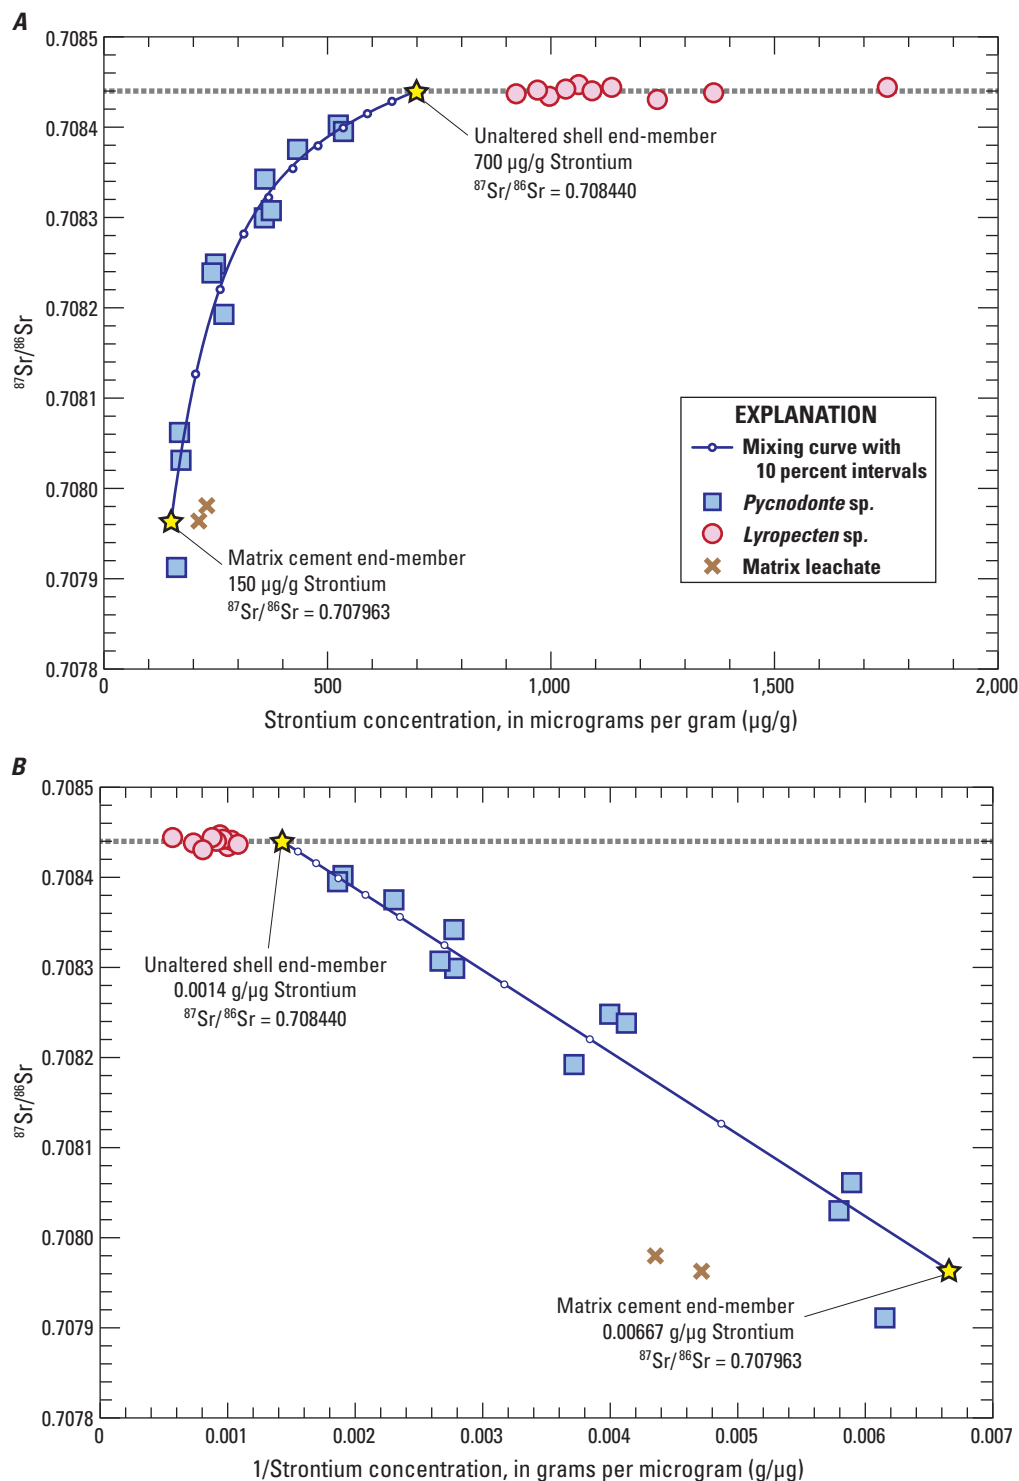 A
0.7085
0.7084
0.7083
0.7082
0.7081
0.7080
0.7079
0.7078
87Sr/86Sr
Unaltered shell end-member
700 µg/g Strontium
87Sr/86Sr = 0.708440
EXPLANATION
Mixing curve with
10 percent intervals
Pycnodonte sp.
Lyropecten sp.
Matrix leachate
Matrix cement end-member
150 µg/g Strontium
87Sr/86Sr = 0.707963
0 500 1,000 1,500 2,000
Strontium concentration, in micrograms per gram (µg/g)
B
0.7085
0.7084
0.7083
0.7082
0.7081
0.7080
0.7079
0.7078
87Sr/86Sr
Unaltered shell end-member
0.0014 g/µg Strontium
87Sr/86Sr = 0.708440
Matrix cement end-member
0.00667 g/µg Strontium
87Sr/86Sr = 0.707963
0 0.001 0.002 0.003 0.004 0.005 0.006 0.007
1/Strontium concentration, in grams per microgram (g/µg)